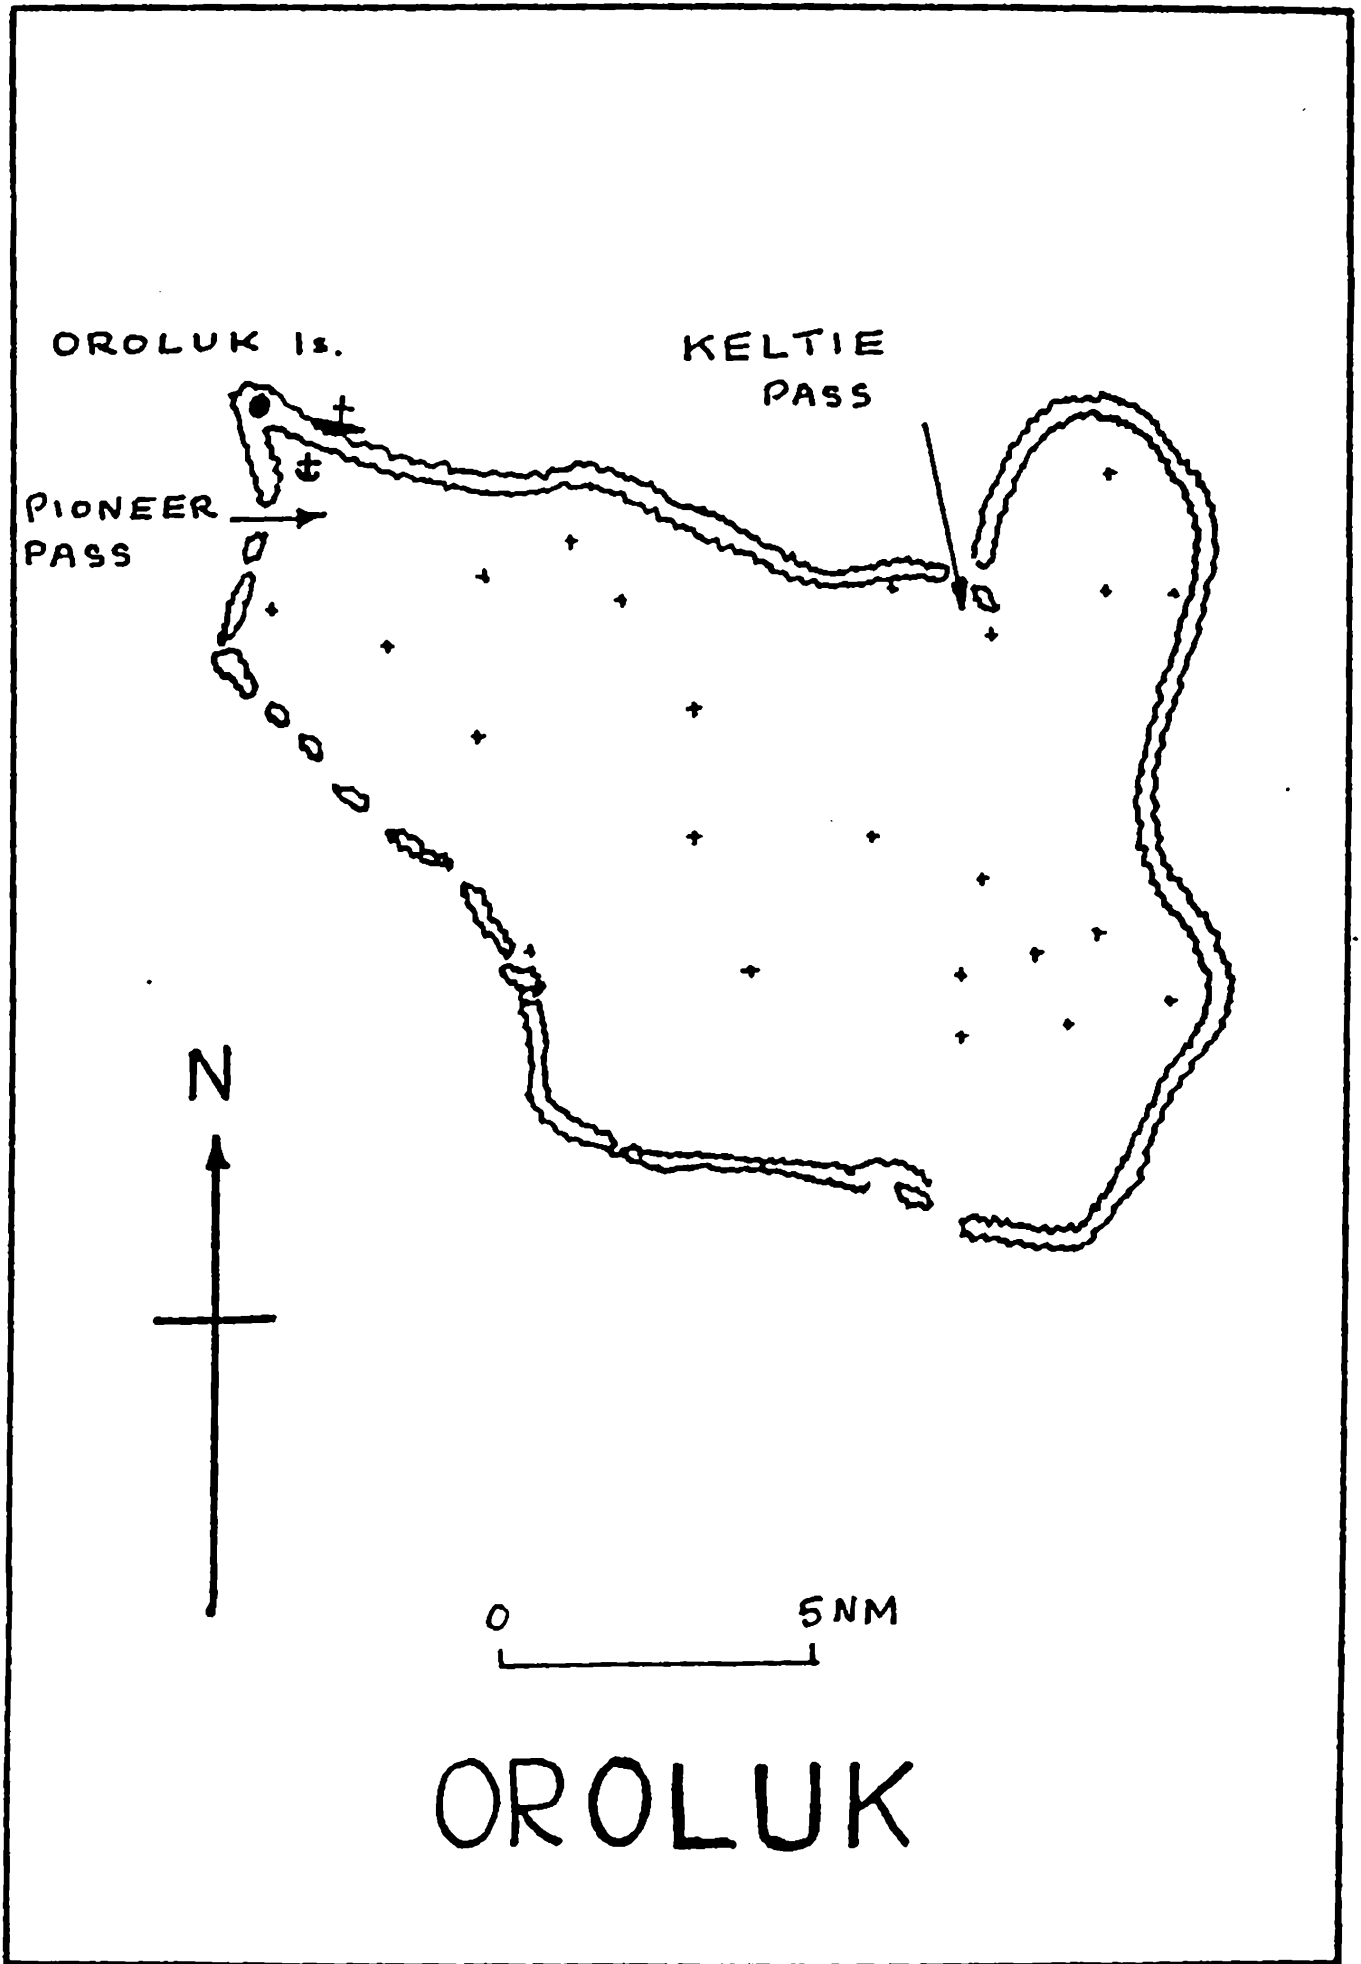 OROLUK Is.
KELTIE
PASS
PIONEER
PASS
N
0 5NM
OROLUK